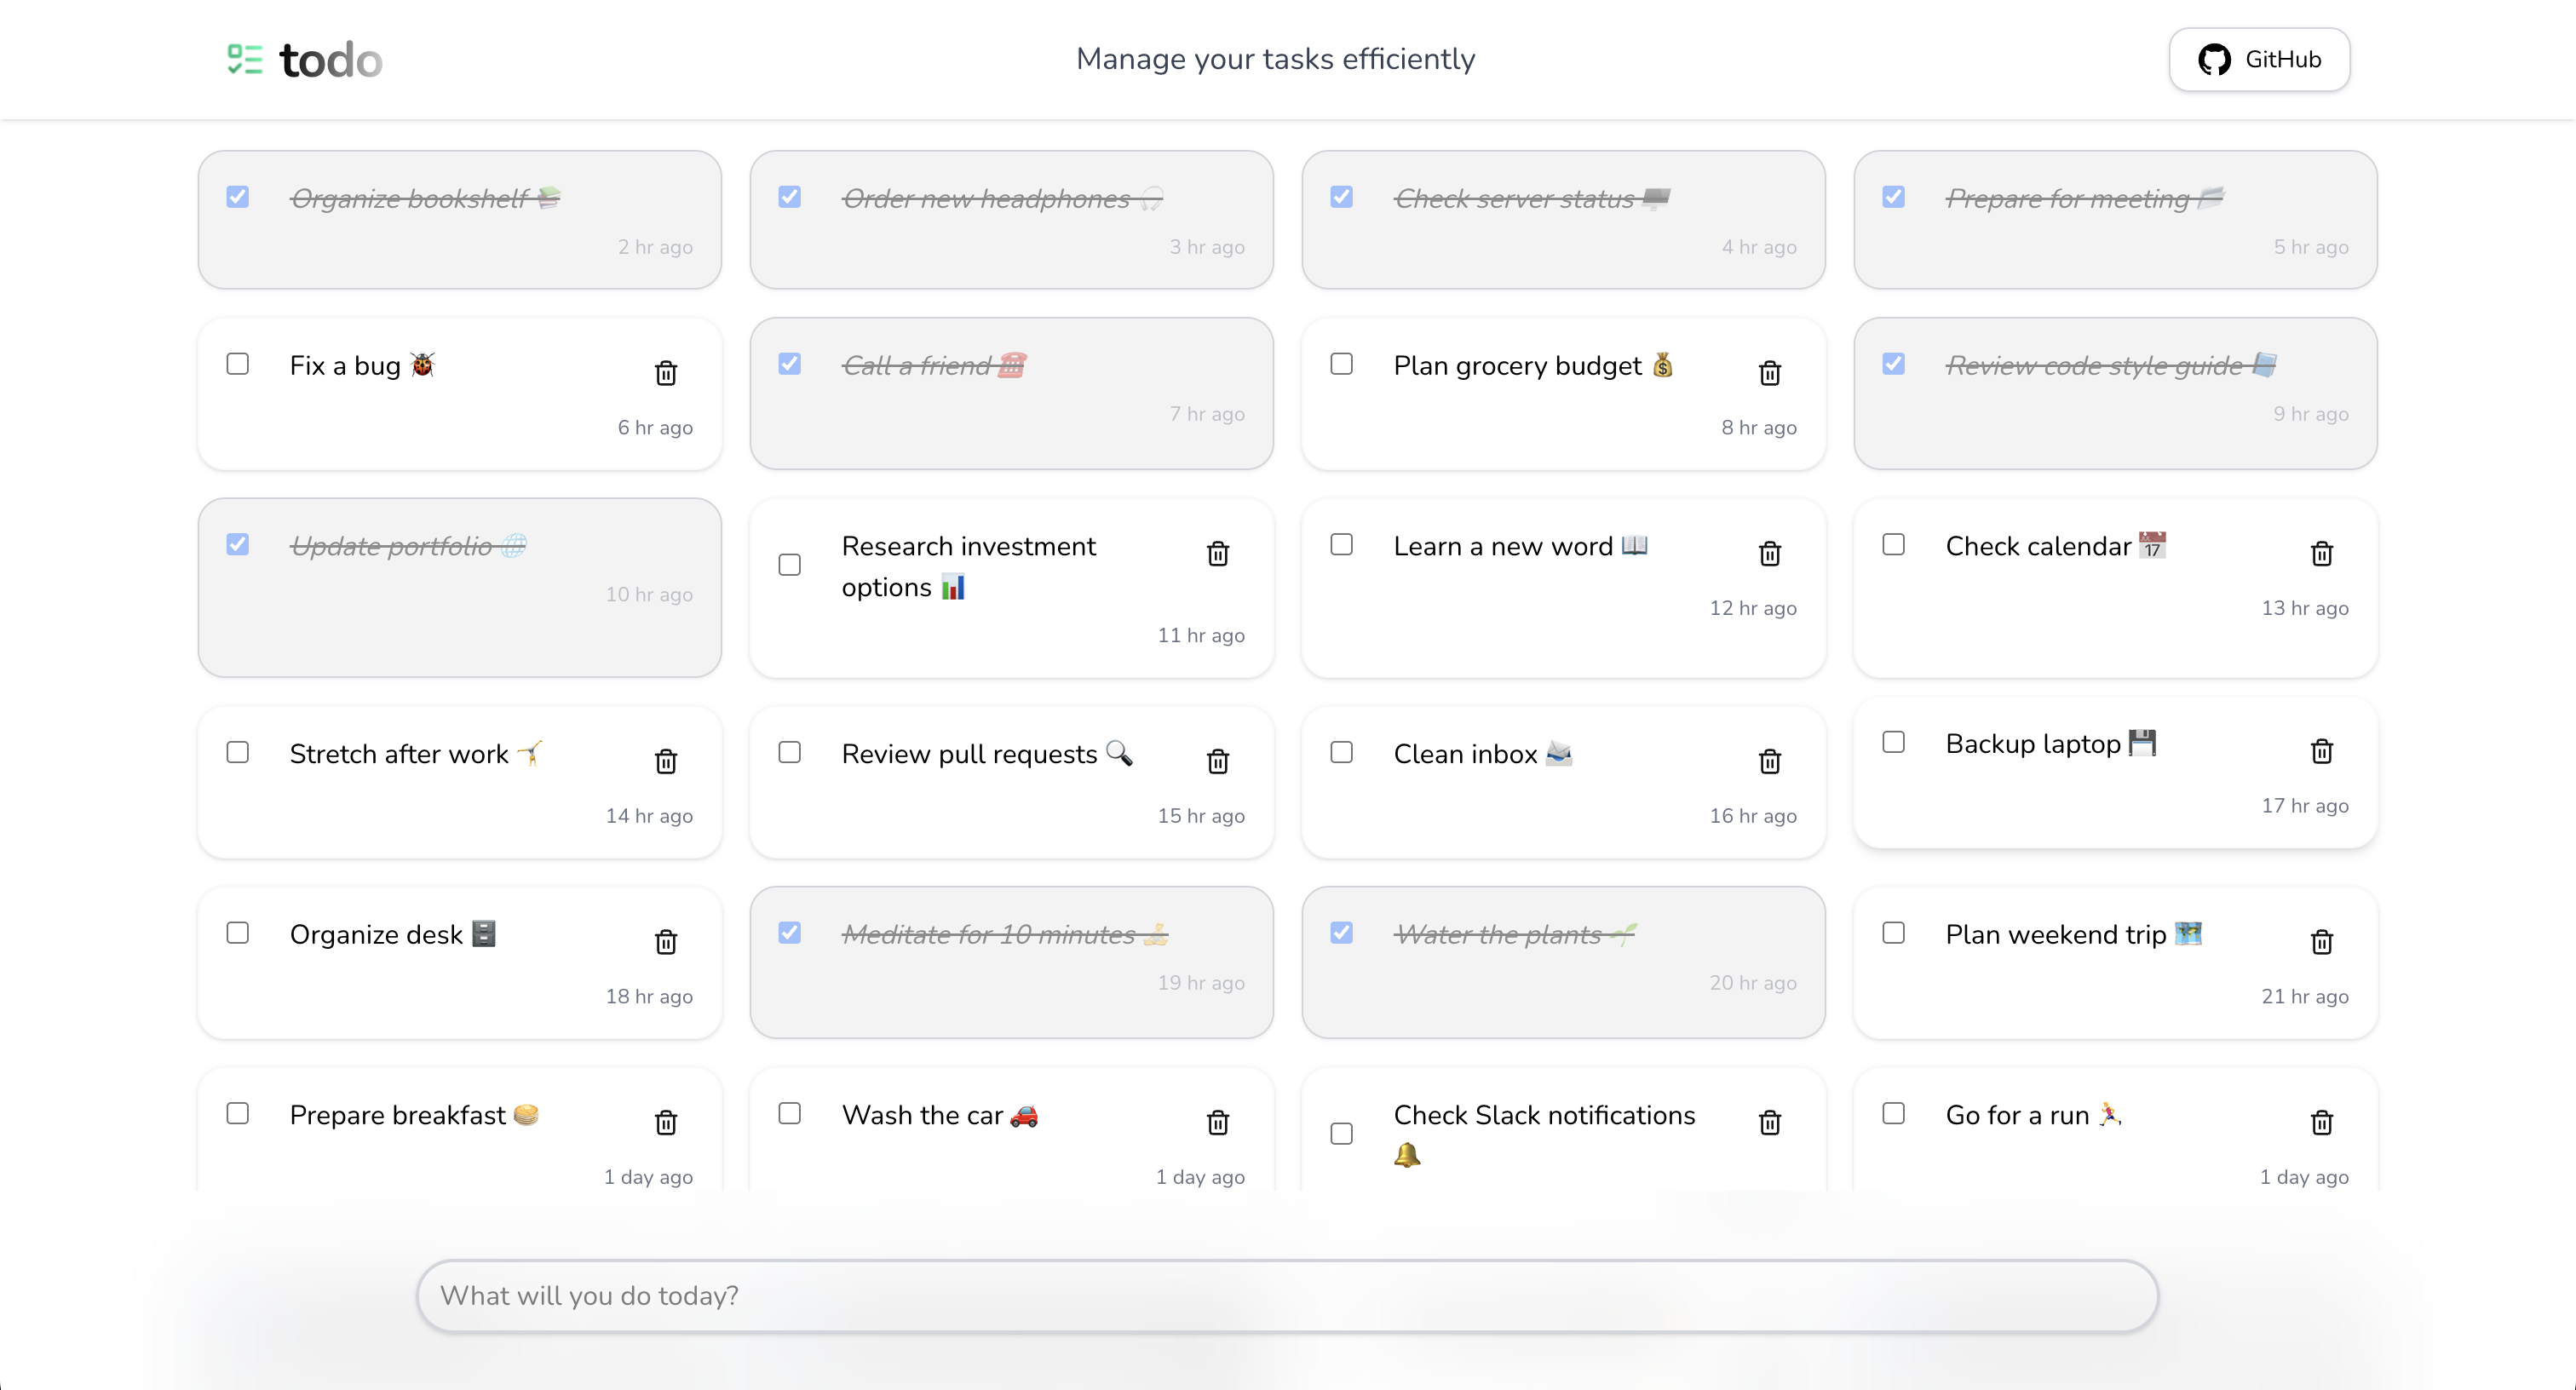 todo
Manage your tasks efficiently
GitHub
Organize bookshelf 📚
2 hr ago
Order new headphones 🎧
3 hr ago
Check server status 🖥️
4 hr ago
Prepare for meeting 📂
5 hr ago
Fix a bug 🐞
6 hr ago
Call a friend ☎️
7 hr ago
Plan grocery budget 💰
8 hr ago
Review code style guide 📘
9 hr ago
Update portfolio 🌐
10 hr ago
Research investment
options 📊
11 hr ago
Learn a new word 📖
12 hr ago
Check calendar 📅
13 hr ago
Stretch after work 🤸
14 hr ago
Review pull requests 🔍
15 hr ago
Clean inbox 📨
16 hr ago
Backup laptop 💾
17 hr ago
Organize desk 🗄️
18 hr ago
Meditate for 10 minutes 🧘
19 hr ago
Water the plants 🌱
20 hr ago
Plan weekend trip 🗺️
21 hr ago
Prepare breakfast 🥞
1 day ago
Wash the car 🚗
1 day ago
Check Slack notifications
🔔
Go for a run 🏃‍♀️
1 day ago
What will you do today?